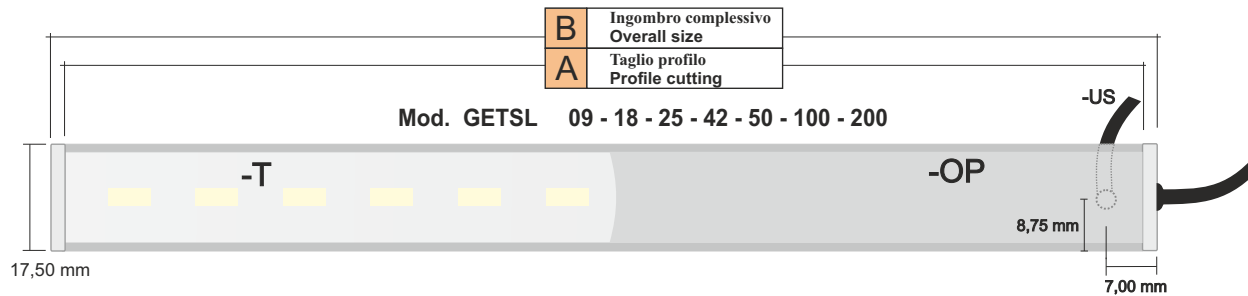 B Ingombro complessivo
Overall size
A Taglio profilo
Profile cutting
Mod. GETSL 09 - 18 - 25 - 42 - 50 - 100 - 200
-US
-T
-OP
8,75 mm
17,50 mm
7,00 mm